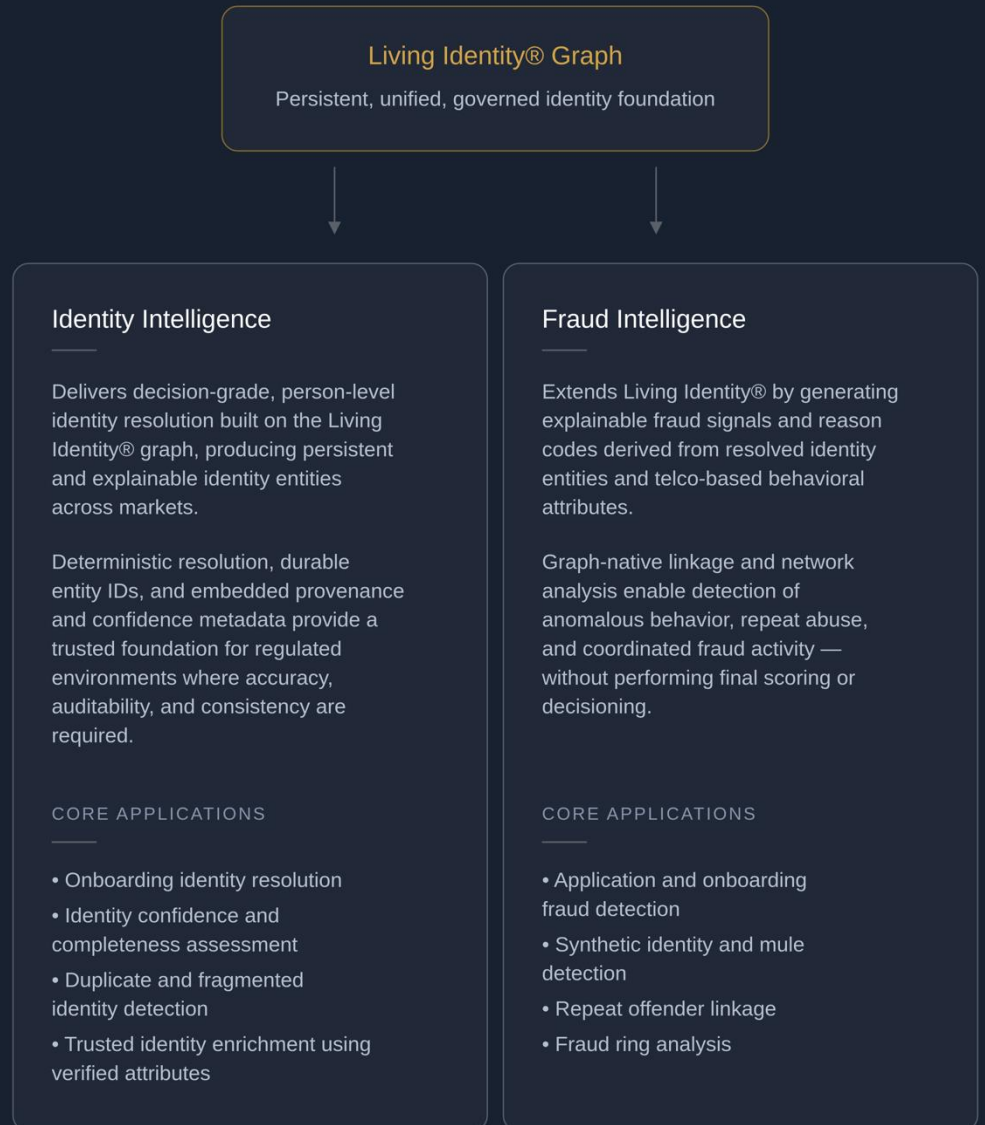 Living Identity® Graph
Persistent, unified, governed identity foundation
Identity Intelligence
Delivers decision-grade, person-level
identity resolution built on the Living
Identity® graph, producing persistent
and explainable identity entities
across markets.
Deterministic resolution, durable
entity IDs, and embedded provenance
and confidence metadata provide a
trusted foundation for regulated
environments where accuracy,
auditability, and consistency are
required.
CORE APPLICATIONS
• Onboarding identity resolution
• Identity confidence and
completeness assessment
• Duplicate and fragmented
identity detection
• Trusted identity enrichment using
verified attributes
Fraud Intelligence
Extends Living Identity® by generating
explainable fraud signals and reason
codes derived from resolved identity
entities and telco-based behavioral
attributes.
Graph-native linkage and network
analysis enable detection of
anomalous behavior, repeat abuse,
and coordinated fraud activity —
without performing final scoring or
decisioning.
CORE APPLICATIONS
• Application and onboarding
fraud detection
• Synthetic identity and mule
detection
• Repeat offender linkage
• Fraud ring analysis